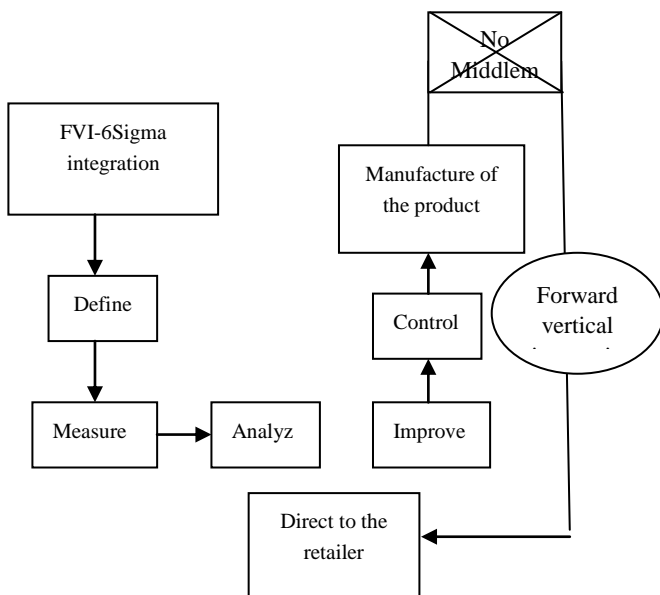 FVI-6Sigma
integration
Define
Measure
Analyz
Improve
Control
Manufacture of
the product
No
Middlem
Forward
vertical
Direct to the
retailer